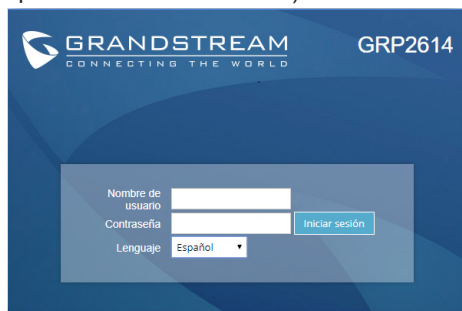 GRANDSTREAM
CONNECTING THE WORLD
GRP2614
Nombre de
usuario
Contraseña
Iniciar sesión
Lenguaje
Español